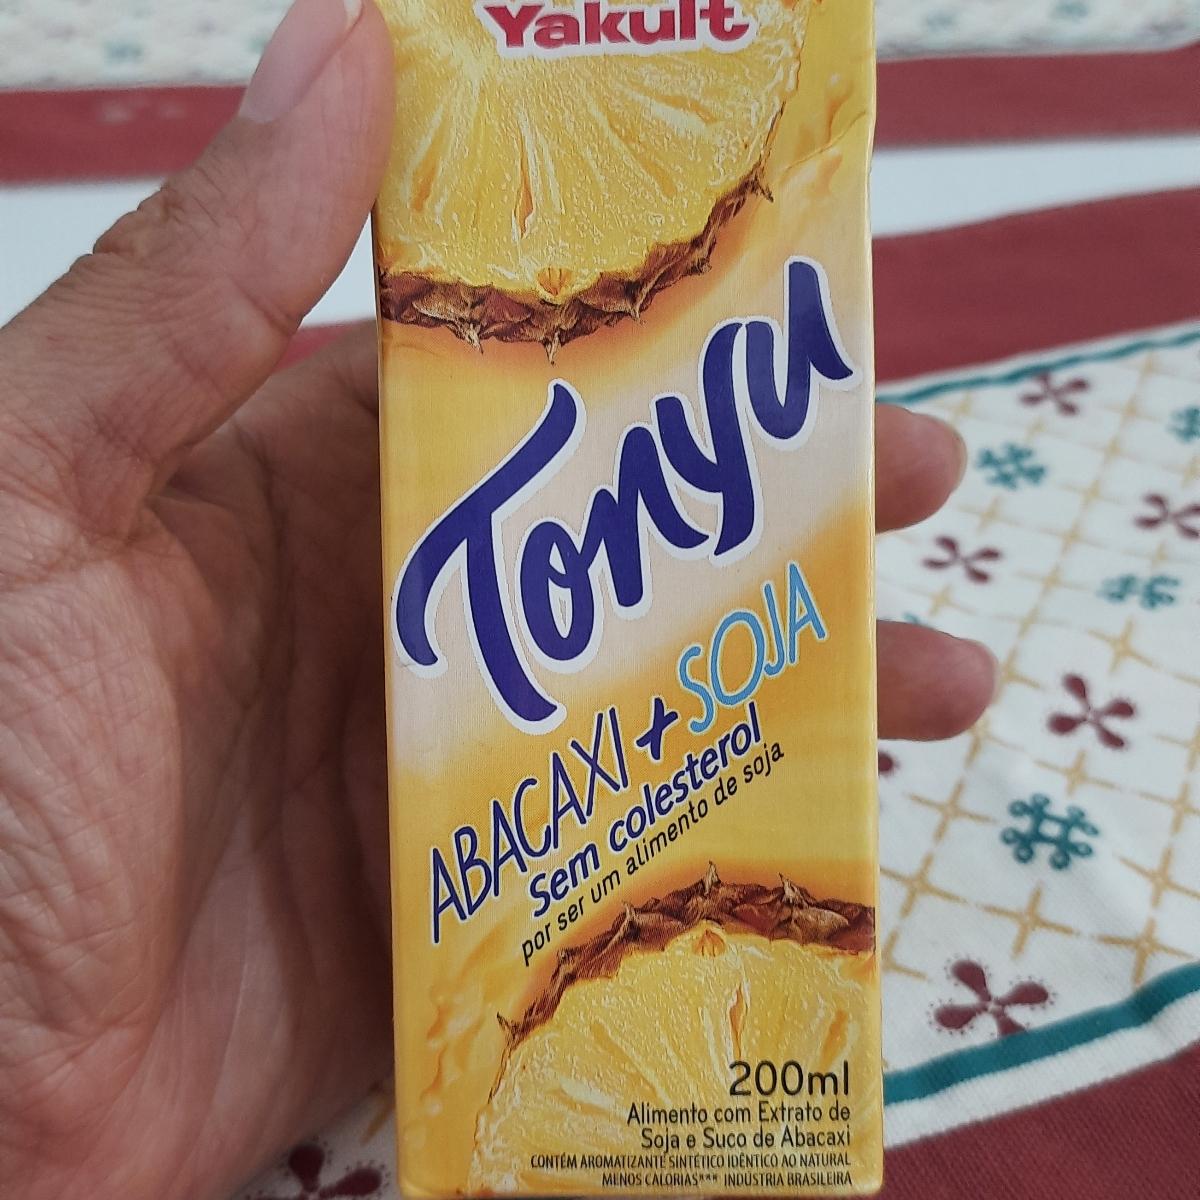 Yakult
Tonyu
ABACAXI + SOJA
sem colesterol
por ser um alimento de soja
200ml
Alimento com Extrato de
Soja e Suco de Abacaxi
CONTÉM AROMATIZANTE SINTÉTICO IDÊNTICO AO NATURAL
MENOS CALORIAS*** INDÚSTRIA BRASILEIRA